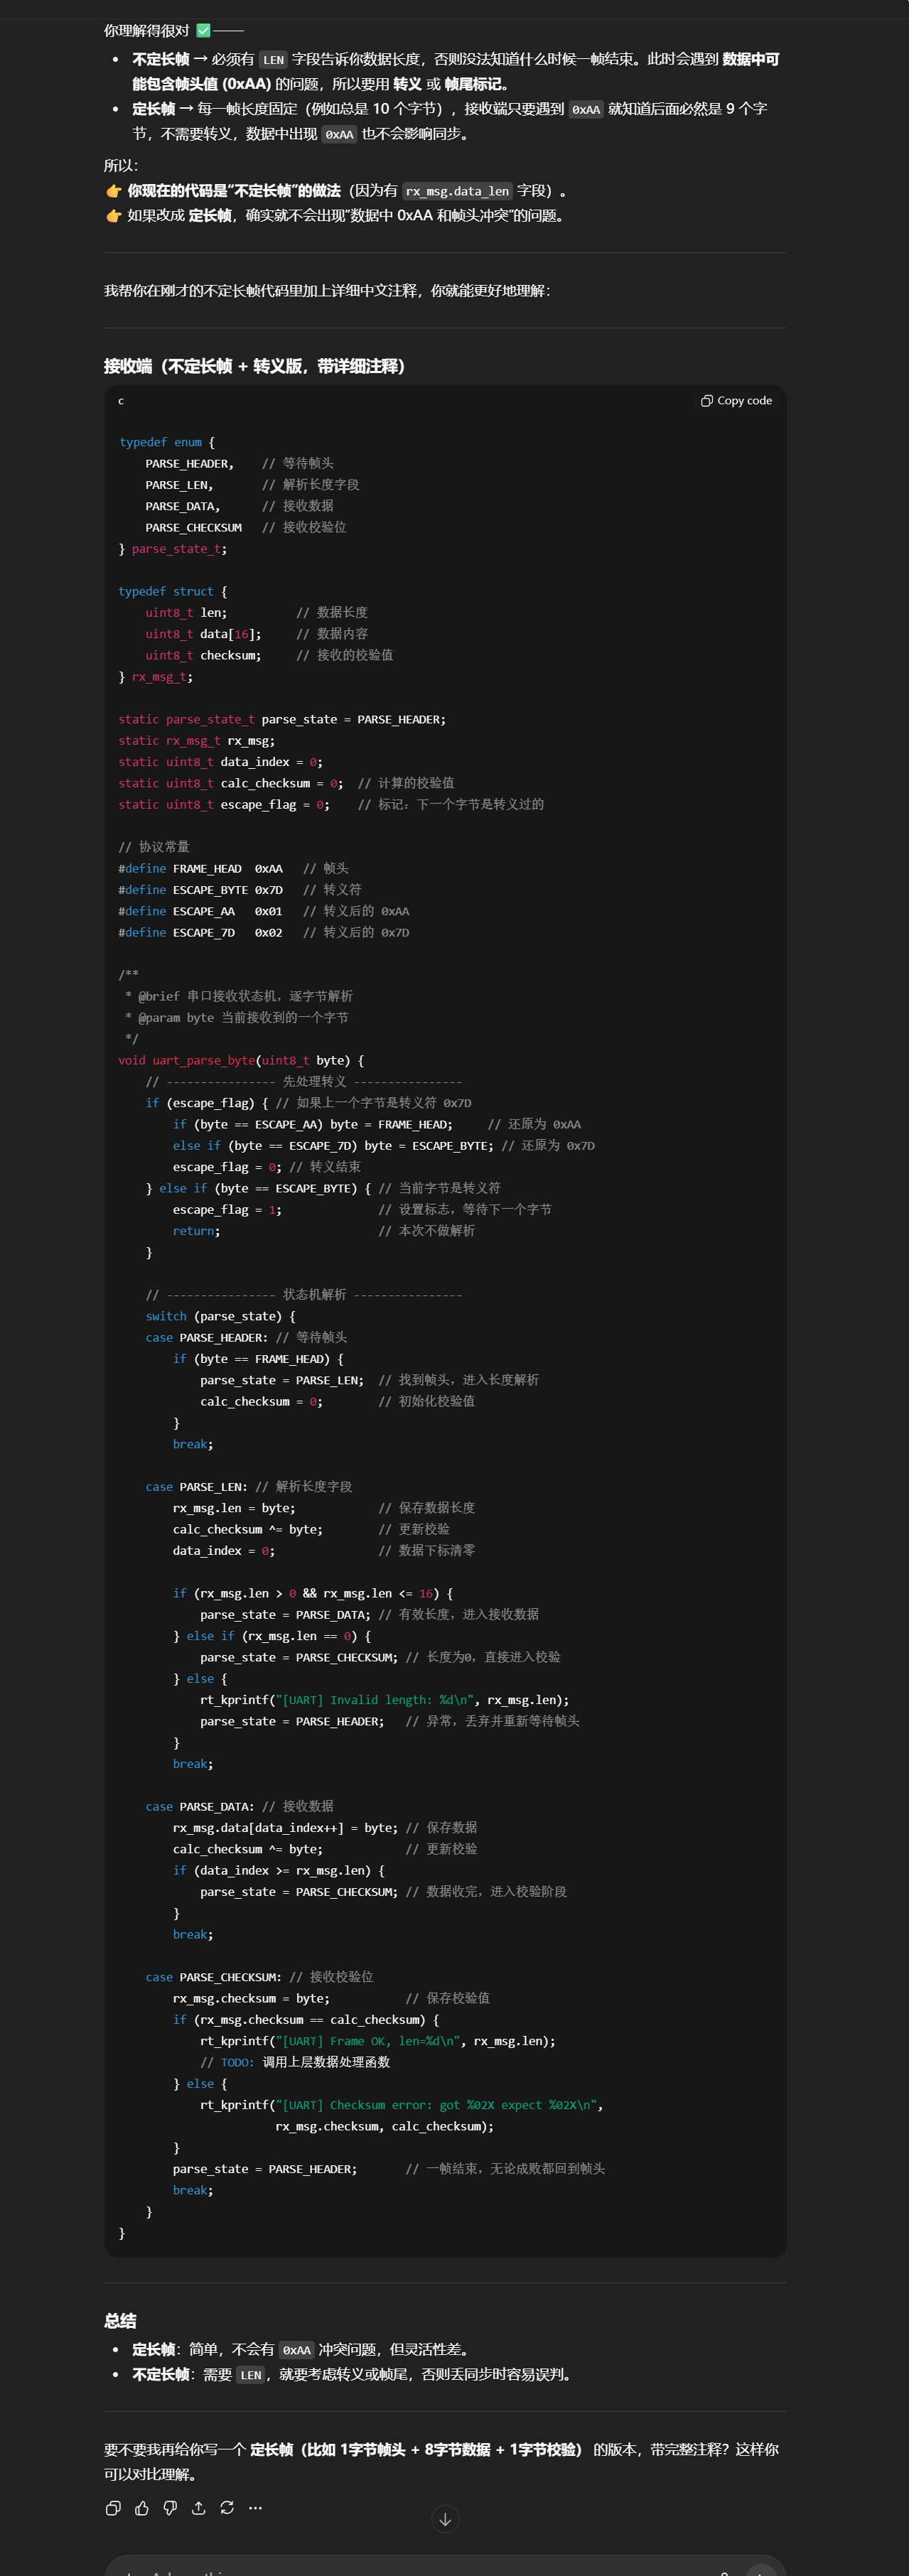 你理解得很对 ✅——
• 不定长帧 → 必须有 LEN 字段告诉你数据长度，否则没法知道什么时候一帧结束。此时会遇到 数据中可
能包含帧头值 (0xAA) 的问题，所以要用 转义 或 帧尾标记。
• 定长帧 → 每一帧长度固定（例如总是 10 个字节），接收端只要遇到 0xAA 就知道后面必然是 9 个字
节，不需要转义，数据中出现 0xAA 也不会影响同步。
所以：
👉 你现在的代码是“不定长帧”的做法（因为有 rx_msg.data_len 字段）。
👉 如果改成 定长帧，确实就不会出现“数据中 0xAA 和帧头冲突”的问题。
我帮你在刚才的不定长帧代码里加上详细中文注释，你就能更好地理解：
接收端（不定长帧 + 转义版，带详细注释）
c
Copy code
typedef enum {
    PARSE_HEADER,    // 等待帧头
    PARSE_LEN,       // 解析长度字段
    PARSE_DATA,      // 接收数据
    PARSE_CHECKSUM   // 接收校验位
} parse_state_t;
typedef struct {
    uint8_t len;          // 数据长度
    uint8_t data[16];     // 数据内容
    uint8_t checksum;     // 接收的校验值
} rx_msg_t;
static parse_state_t parse_state = PARSE_HEADER;
static rx_msg_t rx_msg;
static uint8_t data_index = 0;
static uint8_t calc_checksum = 0;  // 计算的校验值
static uint8_t escape_flag = 0;    // 标记：下一个字节是转义过的
// 协议常量
#define FRAME_HEAD  0xAA   // 帧头
#define ESCAPE_BYTE 0x7D   // 转义符
#define ESCAPE_AA   0x01   // 转义后的 0xAA
#define ESCAPE_7D   0x02   // 转义后的 0x7D
/**
 * @brief 串口接收状态机，逐字节解析
 * @param byte 当前接收到的一个字节
 */
void uart_parse_byte(uint8_t byte) {
    // ---------------- 先处理转义 ----------------
    if (escape_flag) { // 如果上一个字节是转义符 0x7D
        if (byte == ESCAPE_AA) byte = FRAME_HEAD;     // 还原为 0xAA
        else if (byte == ESCAPE_7D) byte = ESCAPE_BYTE; // 还原为 0x7D
        escape_flag = 0; // 转义结束
    } else if (byte == ESCAPE_BYTE) { // 当前字节是转义符
        escape_flag = 1;              // 设置标志，等待下一个字节
        return;                       // 本次不做解析
    }
    // ---------------- 状态机解析 ----------------
    switch (parse_state) {
    case PARSE_HEADER: // 等待帧头
        if (byte == FRAME_HEAD) {
            parse_state = PARSE_LEN;  // 找到帧头，进入长度解析
            calc_checksum = 0;        // 初始化校验值
        }
        break;
    case PARSE_LEN: // 解析长度字段
        rx_msg.len = byte;            // 保存数据长度
        calc_checksum ^= byte;        // 更新校验
        data_index = 0;               // 数据下标清零
        if (rx_msg.len > 0 && rx_msg.len <= 16) {
            parse_state = PARSE_DATA; // 有效长度，进入接收数据
        } else if (rx_msg.len == 0) {
            parse_state = PARSE_CHECKSUM; // 长度为0，直接进入校验
        } else {
            rt_kprintf("[UART] Invalid length: %d\n", rx_msg.len);
            parse_state = PARSE_HEADER;   // 异常，丢弃并重新等待帧头
        }
        break;
    case PARSE_DATA: // 接收数据
        rx_msg.data[data_index++] = byte; // 保存数据
        calc_checksum ^= byte;            // 更新校验
        if (data_index >= rx_msg.len) {
            parse_state = PARSE_CHECKSUM; // 数据收完，进入校验阶段
        }
        break;
    case PARSE_CHECKSUM: // 接收校验位
        rx_msg.checksum = byte;           // 保存校验值
        if (rx_msg.checksum == calc_checksum) {
            rt_kprintf("[UART] Frame OK, len=%d\n", rx_msg.len);
            // TODO: 调用上层数据处理函数
        } else {
            rt_kprintf("[UART] Checksum error: got %02X expect %02X\n",
                       rx_msg.checksum, calc_checksum);
        }
        parse_state = PARSE_HEADER;       // 一帧结束，无论成败都回到帧头
        break;
    }
}
总结
• 定长帧：简单，不会有 0xAA 冲突问题，但灵活性差。
• 不定长帧：需要 LEN，就要考虑转义或帧尾，否则丢同步时容易误判。
要不要我再给你写一个 定长帧（比如 1字节帧头 + 8字节数据 + 1字节校验） 的版本，带完整注释？这样你
可以对比理解。